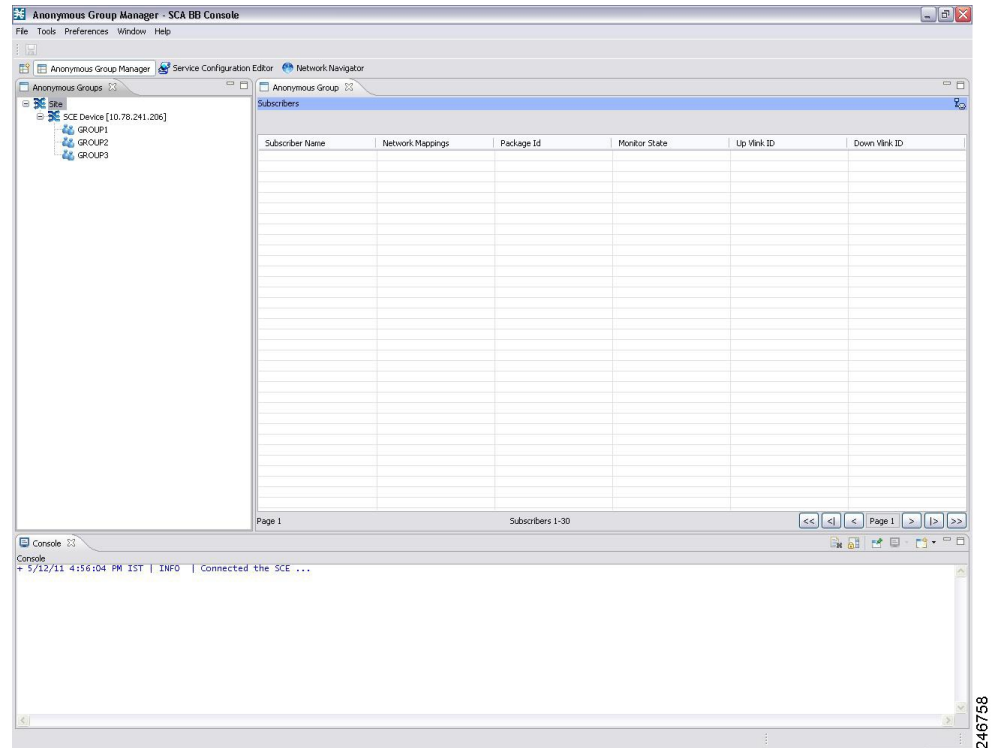 Anonymous Group Manager - SCA BB Console
File Tools Preferences Window Help
Anonymous Group Manager Service Configuration Editor Network Navigator
Anonymous Groups
Site
SCE Device [10.78.241.206]
GROUP1
GROUP2
GROUP3
Anonymous Group
Subscribers
Subscriber Name Network Mappings Package Id Monitor State Up Vlink ID Down Vlink ID
Page 1 Subscribers 1-30 << <| < Page 1 > |> >>
Console
Console
+ 5/12/11 4:56:04 PM IST | INFO | Connected the SCE ...
246758